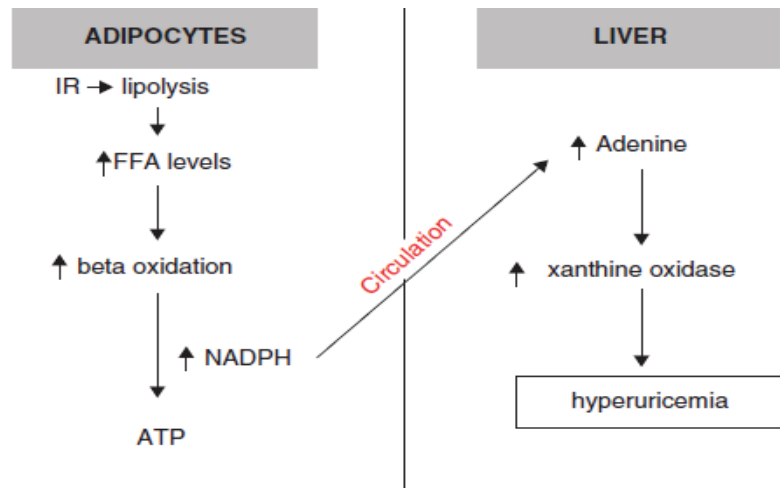 ADIPOCYTES
IR → lipolysis
↑FFA levels
↑ beta oxidation
↑ NADPH
ATP
Circulation
LIVER
↑ Adenine
↑ xanthine oxidase
hyperuricemia